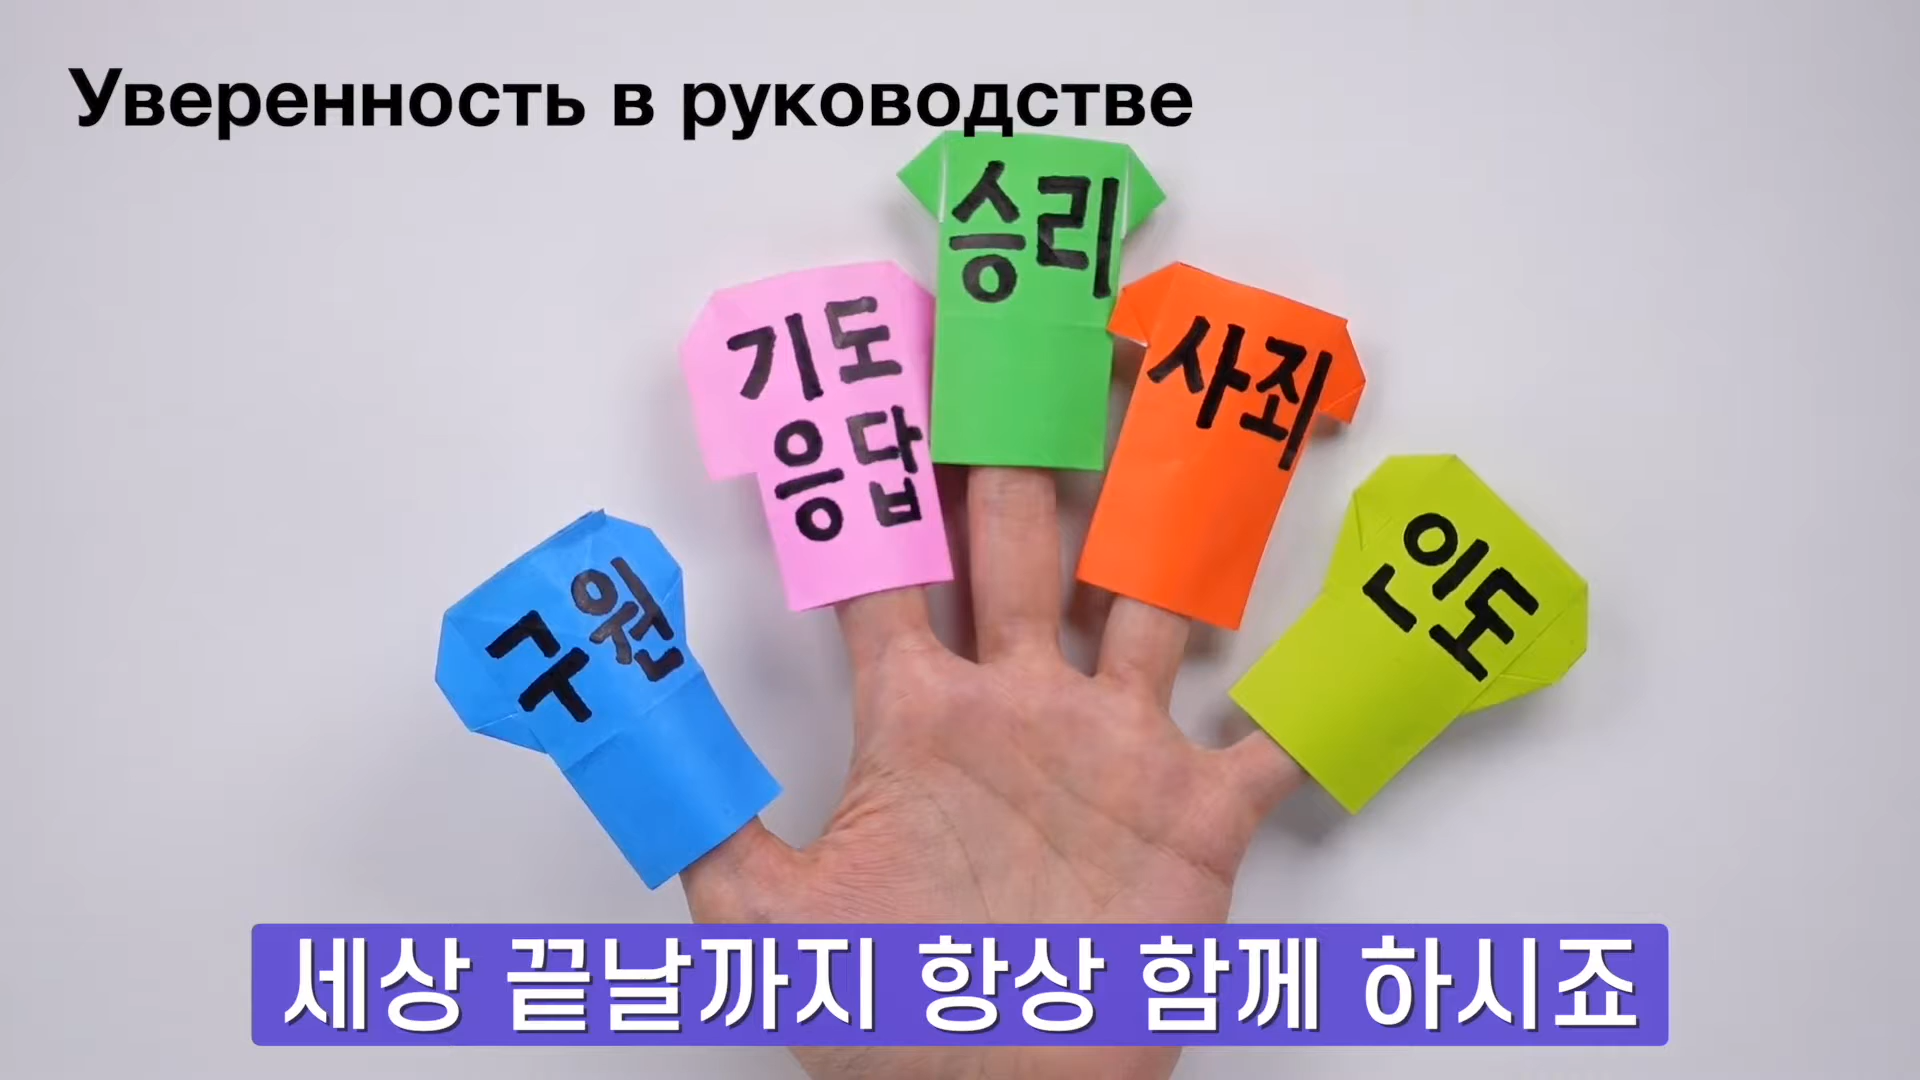 Уверенность в руководстве
승리
기도
응답
사죄
인도
구원
세상 끝날까지 항상 함께 하시죠